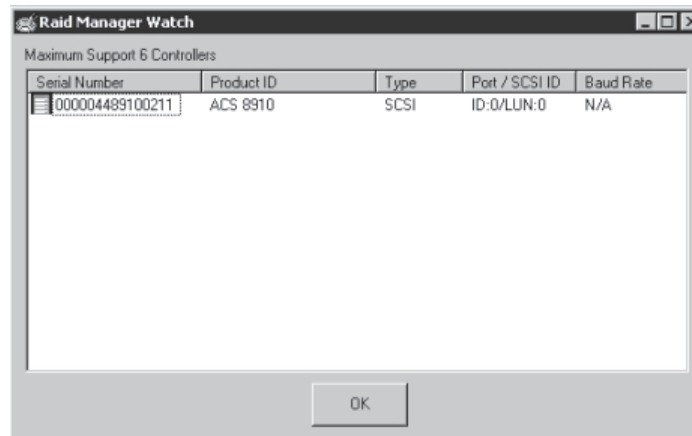 Raid Manager Watch
Maximum Support 6 Controllers
Serial Number Product ID Type Port / SCSI ID Baud Rate
000004489100211 ACS 8910 SCSI ID:0/LUN:0 N/A
OK